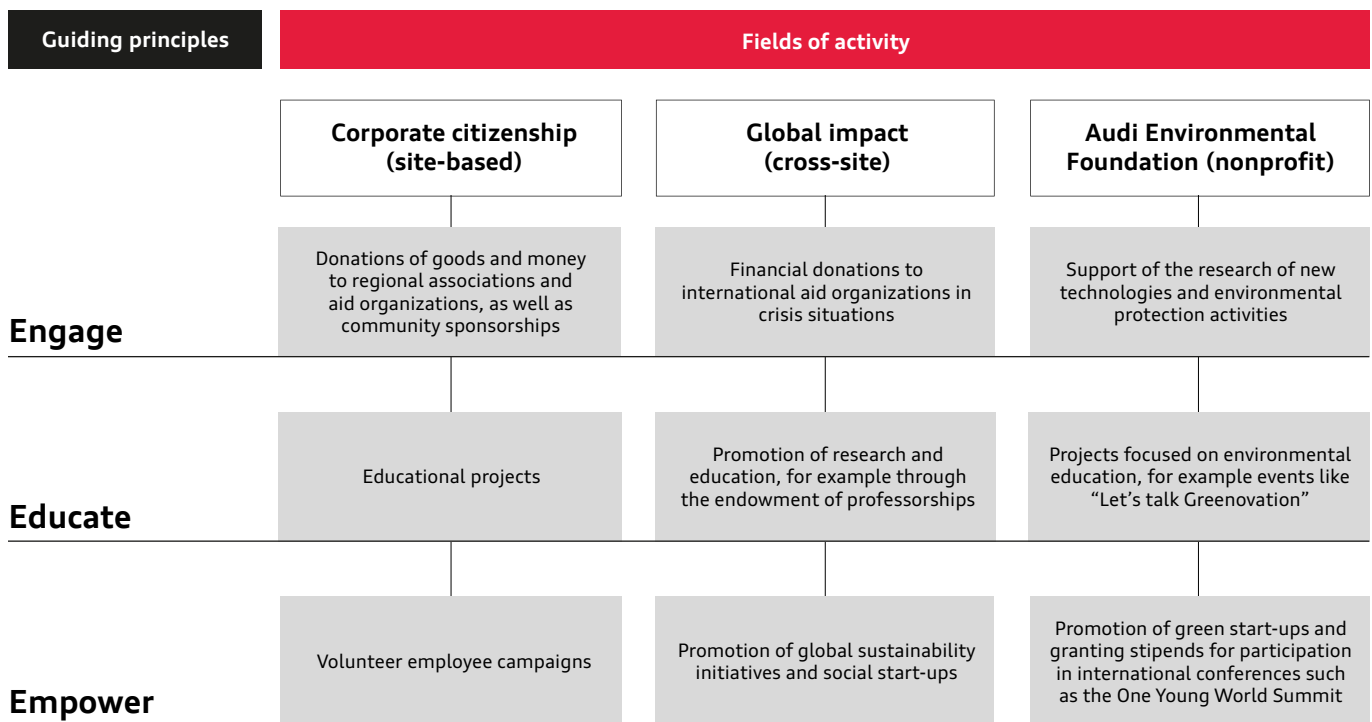 Guiding principles
Fields of activity
Corporate citizenship
(site-based)
Global impact
(cross-site)
Audi Environmental
Foundation (nonprofit)
Engage
Donations of goods and money
to regional associations and
aid organizations, as well as
community sponsorships
Financial donations to
international aid organizations in
crisis situations
Support of the research of new
technologies and environmental
protection activities
Educate
Educational projects
Promotion of research and
education, for example through
the endowment of professorships
Projects focused on environmental
education, for example events like
“Let’s talk Greenovation”
Empower
Volunteer employee campaigns
Promotion of global sustainability
initiatives and social start-ups
Promotion of green start-ups and
granting stipends for participation
in international conferences such
as the One Young World Summit